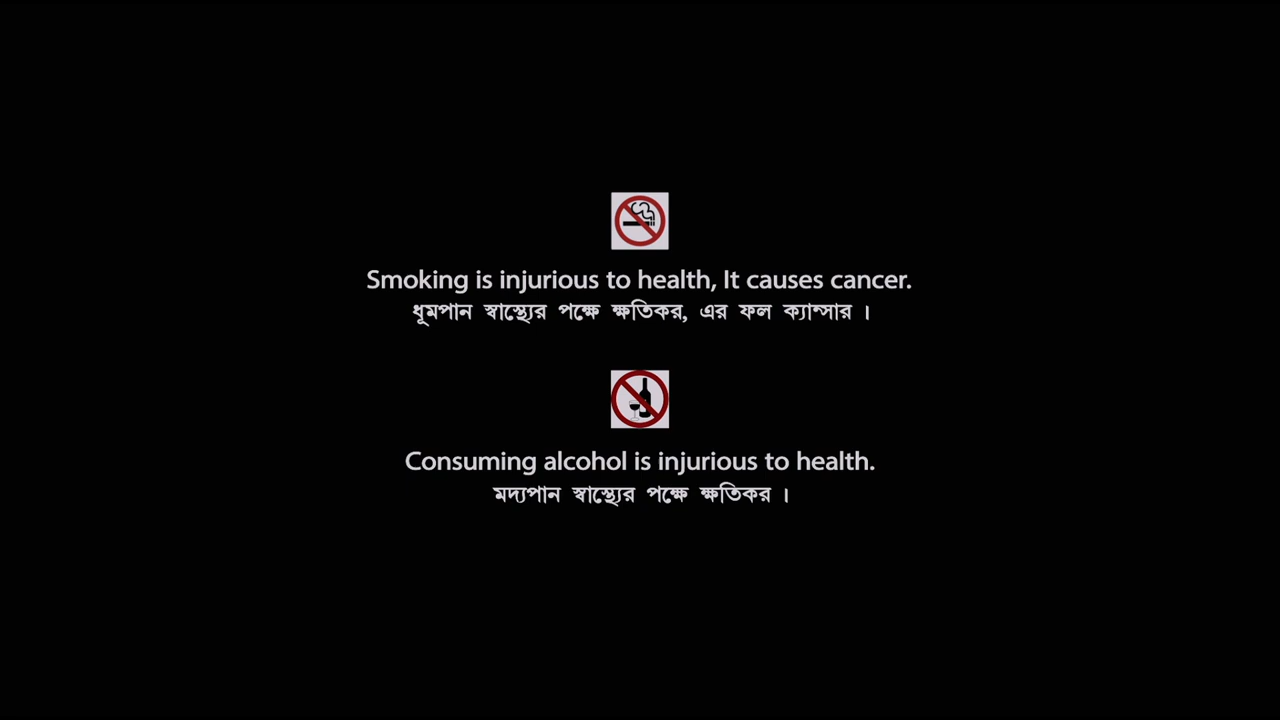 Smoking is injurious to health, It causes cancer.
ধূমপান স্বাস্থ্যের পক্ষে ক্ষতিকর, এর ফল ক্যান্সার ।
Consuming alcohol is injurious to health.
মদ্যপান স্বাস্থ্যের পক্ষে ক্ষতিকর ।